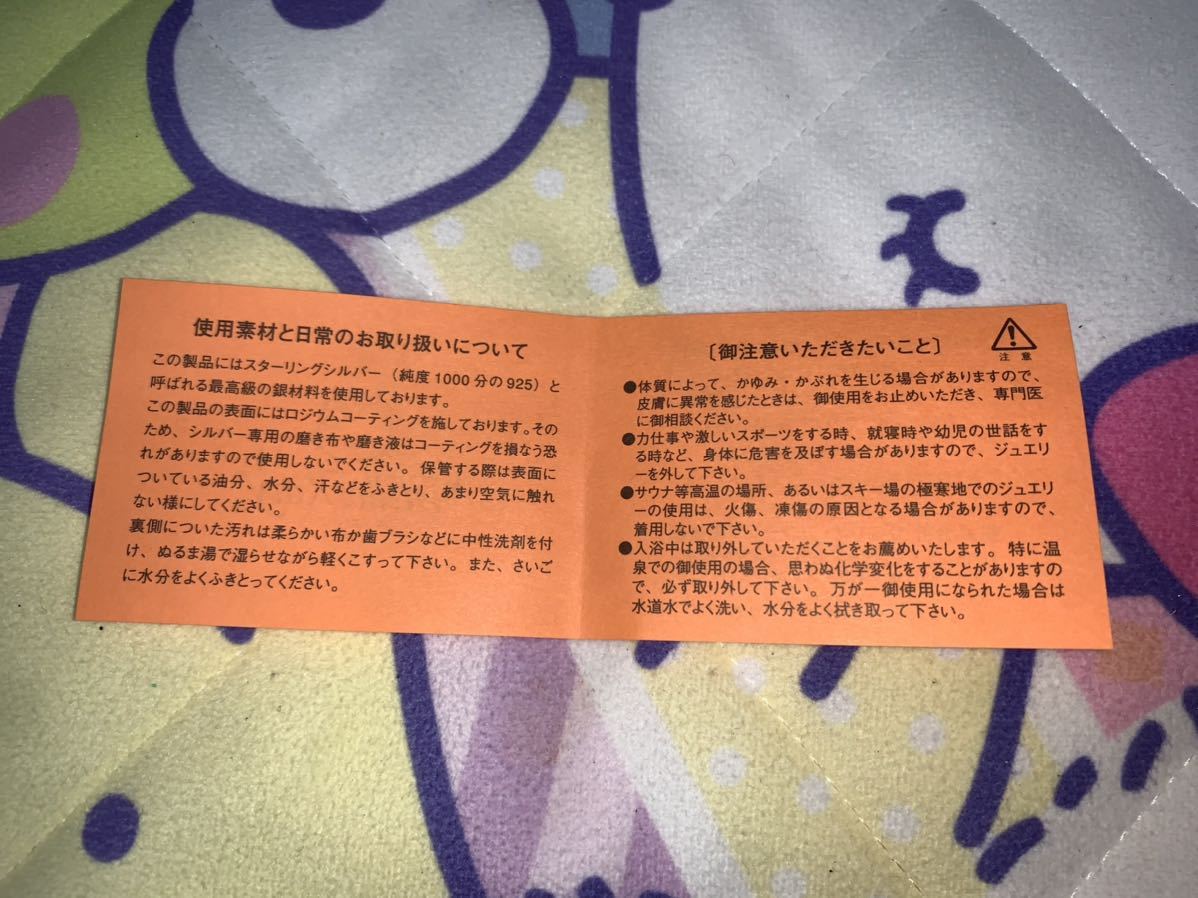 使用素材と日常のお取り扱いについて
この製品にはスターリングシルバー（純度1000分の925）と
呼ばれる最高級の銀材料を使用しております。
この製品の表面にはロジウムコーティングを施しております。その
ため、シルバー専用の磨き布や磨き液はコーティングを損なう恐
れがありますので使用しないでください。保管する際は表面に
ついている油分、水分、汗などをふきとり、あまり空気に触れ
ない様にしてください。
裏側についた汚れは柔らかい布か歯ブラシなどに中性洗剤を付
け、ぬるま湯で湿らせながら軽くこすって下さい。また、さいご
に水分をよくふきとってください。
〔御注意いただきたいこと〕
注意
●体質によって、かゆみ・かぶれを生じる場合がありますので、
皮膚に異常を感じたときは、御使用をお止めいただき、専門医
に御相談ください。
●力仕事や激しいスポーツをする時、就寝時や幼児の世話をす
る時など、身体に危害を及ぼす場合がありますので、ジュエリ
ーを外して下さい。
●サウナ等高温の場所、あるいはスキー場の極寒地でのジュエリ
ーの使用は、火傷、凍傷の原因となる場合がありますので、
着用しないで下さい。
●入浴中は取り外していただくことをお薦めいたします。特に温
泉での御使用の場合、思わぬ化学変化をすることがありますの
で、必ず取り外して下さい。万が一御使用になられた場合は
水道水でよく洗い、水分をよく拭き取って下さい。